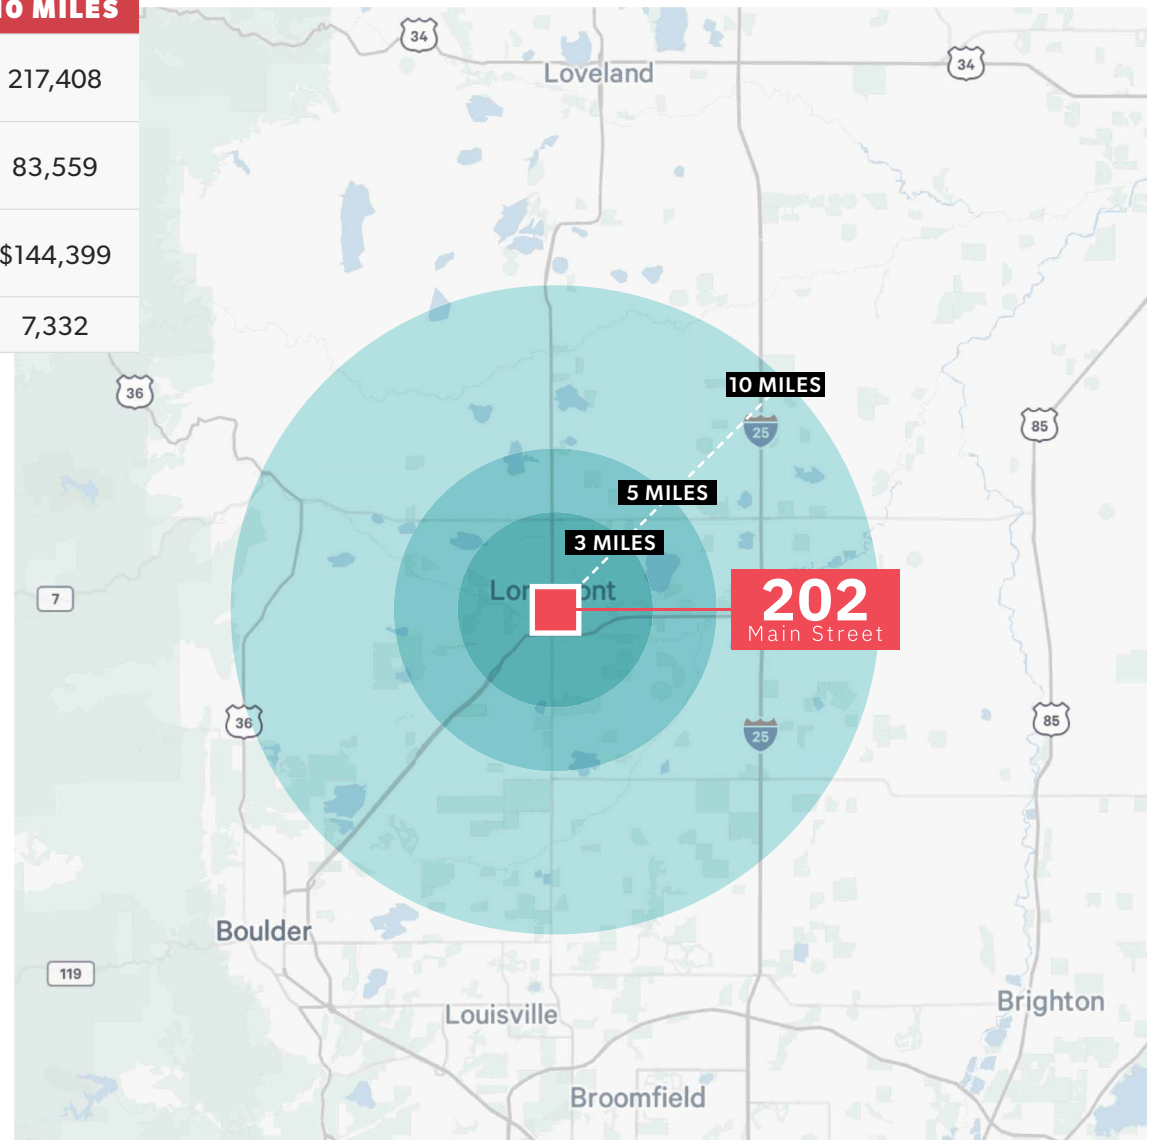 10 MILES
217,408
83,559
$144,399
7,332
34
34
Loveland
36
10 MILES
25
85
5 MILES
3 MILES
7
202
Main Street
36
25
85
Boulder
119
Louisville
Brighton
Broomfield